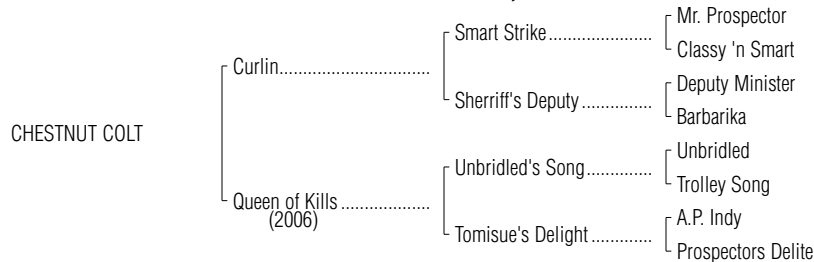 Mr. Prospector
Smart Strike......................
Classy 'n Smart
Curlin................................
Deputy Minister
Sherriff's Deputy ...............
Barbarika
CHESTNUT COLT
Unbridled
Unbridled's Song..............
Trolley Song
Queen of Kills ...................
(2006)
A.P. Indy
Tomisue's Delight.............
Prospectors Delite